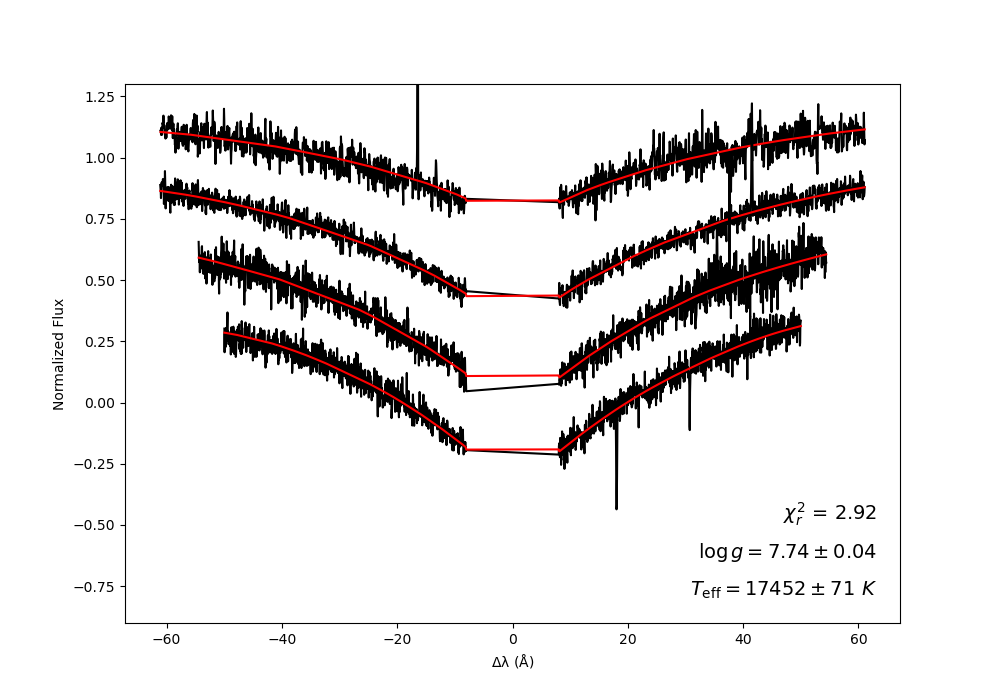 1.25
1.00
0.75
0.50
0.25
0.00
−0.25
−0.50
−0.75
Normalized Flux
χ²ᵣ = 2.92
log g = 7.74 ± 0.04
T_eff = 17452 ± 71 K
−60 −40 −20 0 20 40 60
Δλ (Å)